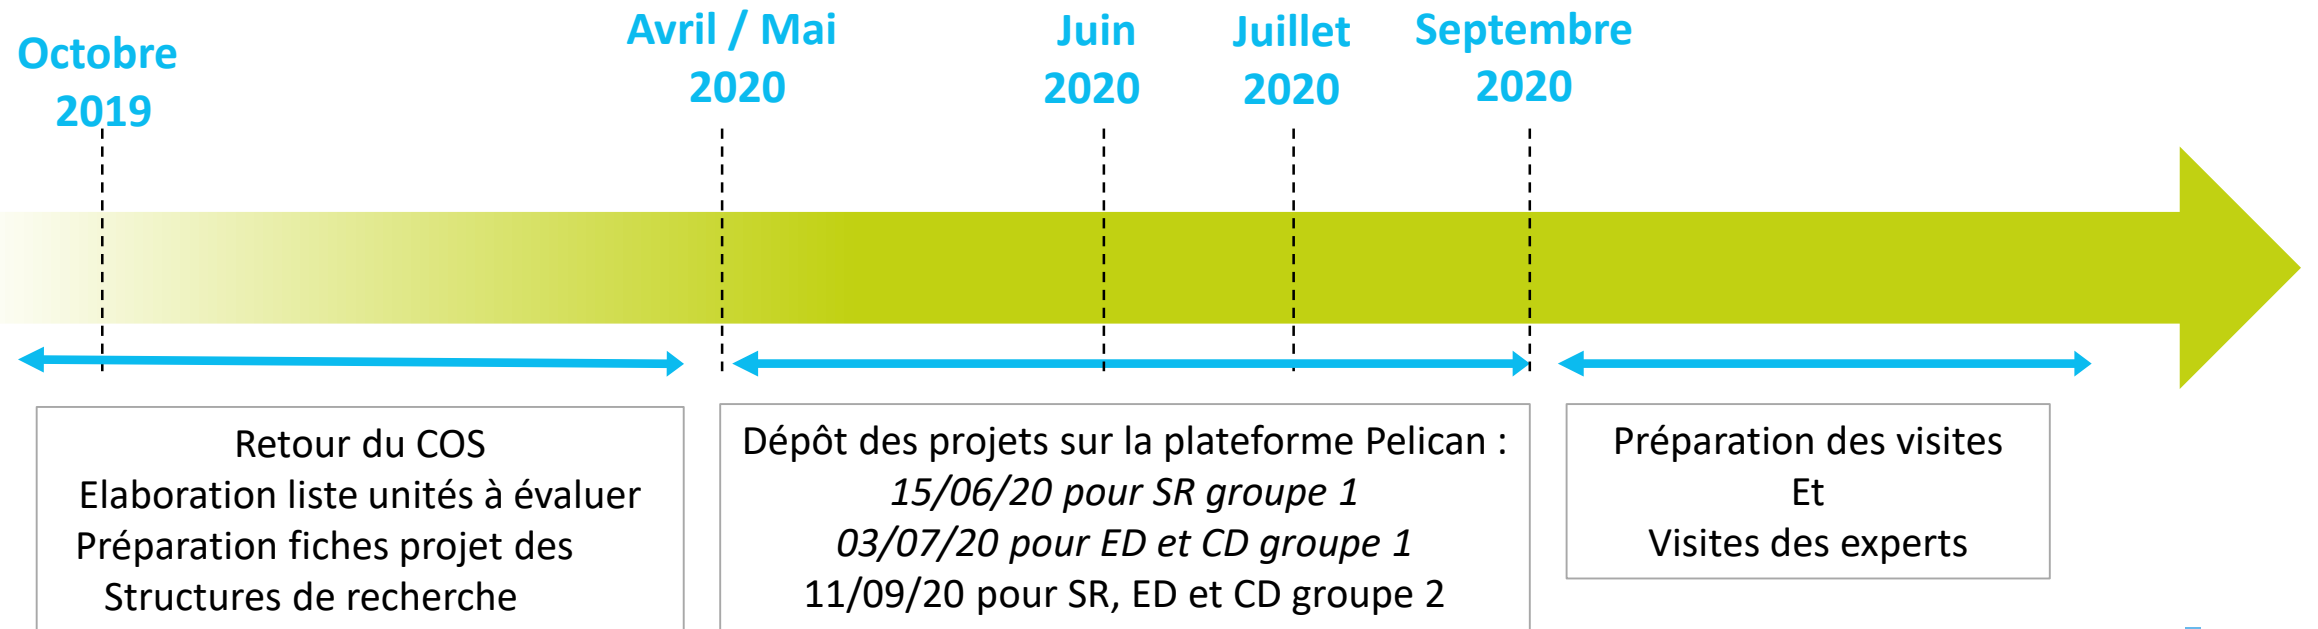 Octobre
2019
Avril / Mai
2020
Juin
2020
Juillet
2020
Septembre
2020
Retour du COS
Elaboration liste unités à évaluer
Préparation fiches projet des
Structures de recherche
Dépôt des projets sur la plateforme Pelican :
15/06/20 pour SR groupe 1
03/07/20 pour ED et CD groupe 1
11/09/20 pour SR, ED et CD groupe 2
Préparation des visites
Et
Visites des experts